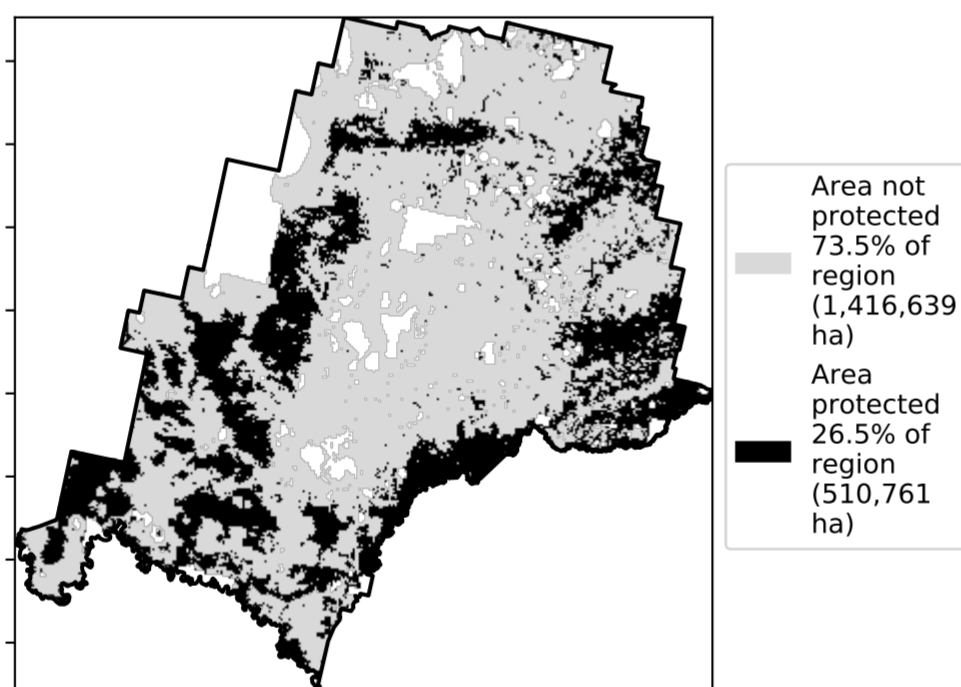 Area not
protected
73.5% of
region
(1,416,639
ha)
Area
protected
26.5% of
region
(510,761
ha)